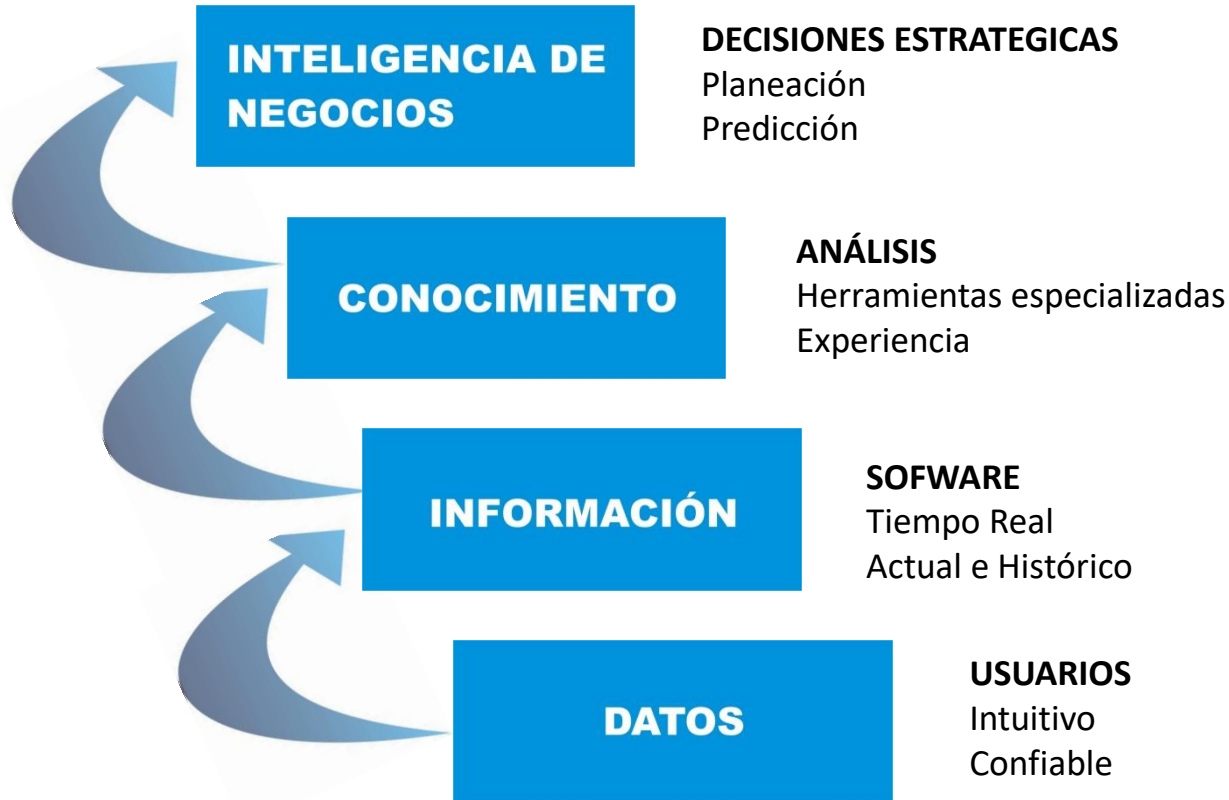 INTELIGENCIA DE
NEGOCIOS
DECISIONES ESTRATEGICAS
Planeación
Predicción
CONOCIMIENTO
ANÁLISIS
Herramientas especializadas
Experiencia
INFORMACIÓN
SOFWARE
Tiempo Real
Actual e Histórico
DATOS
USUARIOS
Intuitivo
Confiable